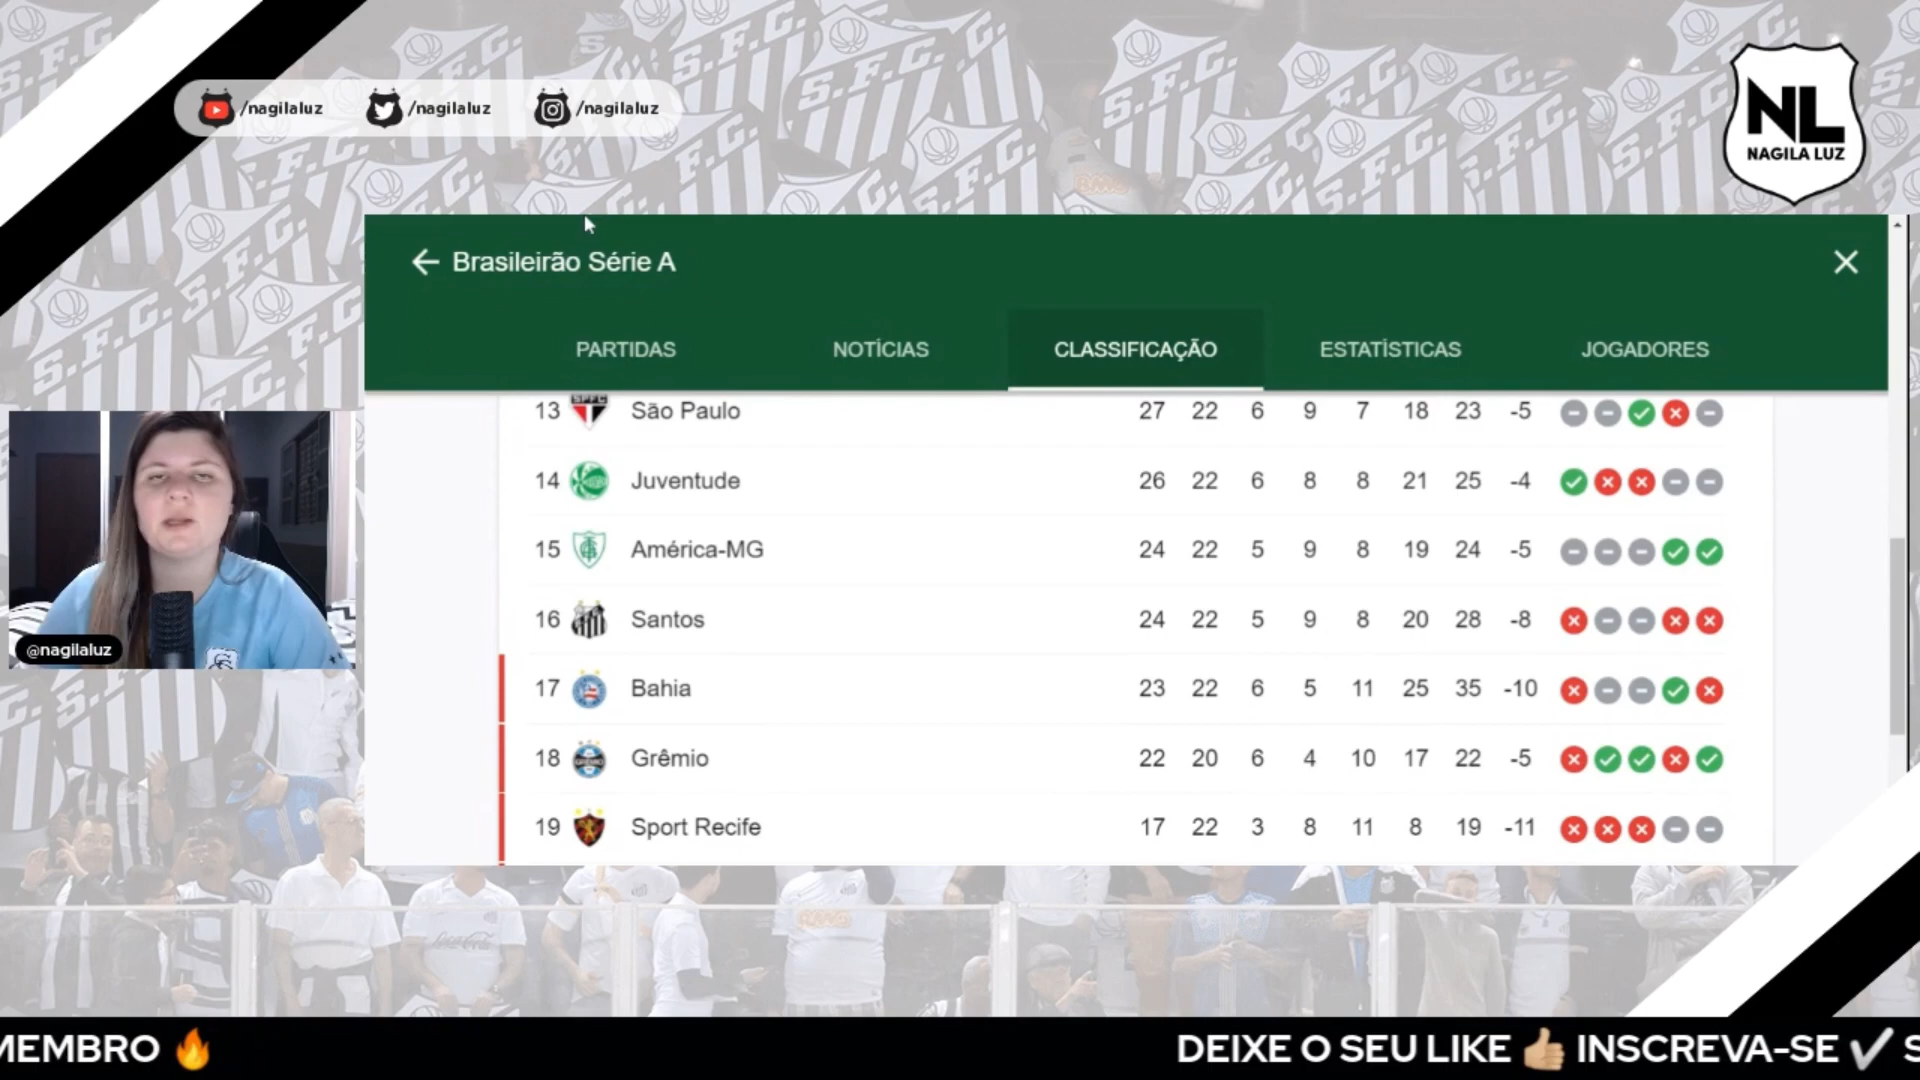 /nagilaluz /nagilaluz /nagilaluz
NL
NAGILA LUZ
Brasileirão Série A
PARTIDAS NOTÍCIAS CLASSIFICAÇÃO ESTATÍSTICAS JOGADORES
13 SPFC São Paulo 27 22 6 9 7 18 23 -5
14 Juventude 26 22 6 8 8 21 25 -4
15 América-MG 24 22 5 9 8 19 24 -5
16 Santos 24 22 5 9 8 20 28 -8
17 Bahia 23 22 6 5 11 25 35 -10
18 Grêmio 22 20 6 4 10 17 22 -5
19 Sport Recife 17 22 3 8 11 8 19 -11
@nagilaluz
S.F.C.
S.F.C.
S.F.C.
S.F.C.
S.F.C.
Coca-Cola
MEMBRO 🔥 DEIXE O SEU LIKE 👍🏼 INSCREVA-SE ✔ S